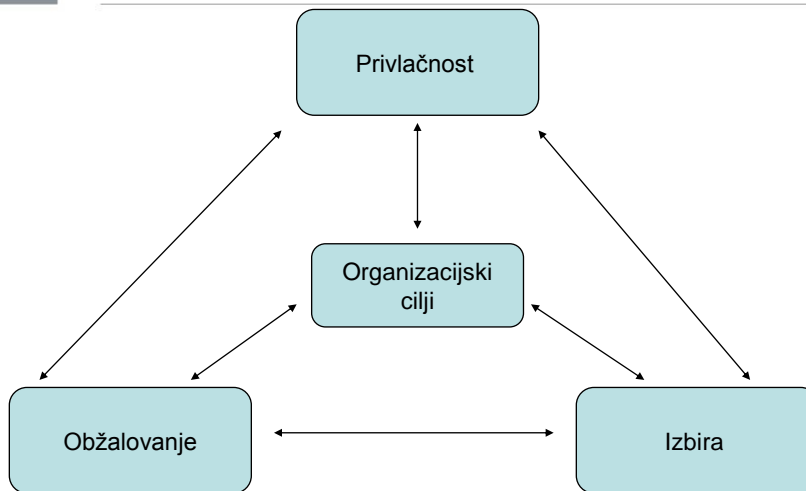 Privlačnost
Organizacijski
cilji
Obžalovanje
Izbira